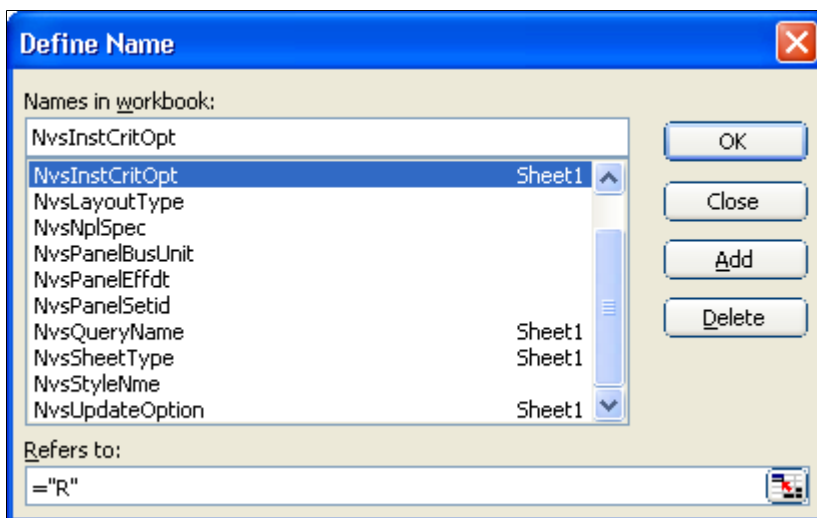 Define Name
Names in workbook:
NvsInstCritOpt
OK
NvsInstCritOpt Sheet1
NvsLayoutType
Close
NvsNplSpec
NvsPanelBusUnit
Add
NvsPanelEffdt
NvsPanelSetid
Delete
NvsQueryName Sheet1
NvsSheetType Sheet1
NvsStyleNme
NvsUpdateOption Sheet1
Refers to:
="R"